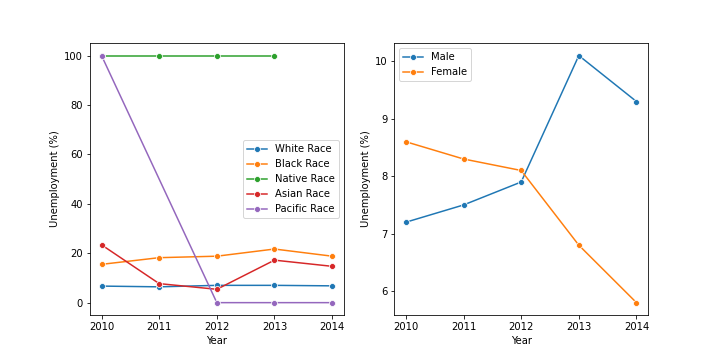 100
80
60
40
20
0
Unemployment (%)
2010 2011 2012 2013 2014
Year
White Race
Black Race
Native Race
Asian Race
Pacific Race
10
9
8
7
6
Unemployment (%)
2010 2011 2012 2013 2014
Year
Male
Female